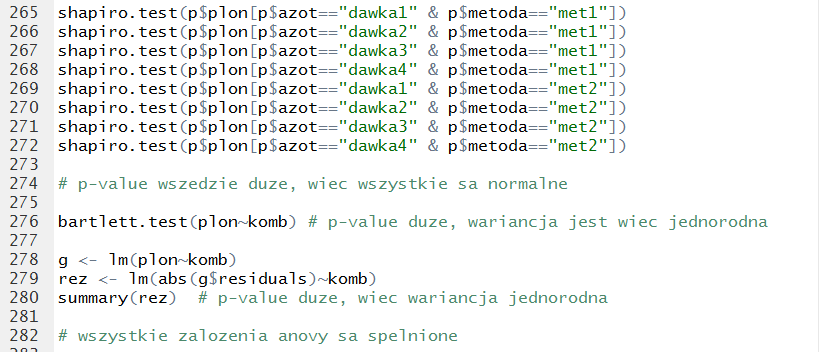 265 shapiro.test(p$plon[p$azot=="dawka1" & p$metoda=="met1"])
266 shapiro.test(p$plon[p$azot=="dawka2" & p$metoda=="met1"])
267 shapiro.test(p$plon[p$azot=="dawka3" & p$metoda=="met1"])
268 shapiro.test(p$plon[p$azot=="dawka4" & p$metoda=="met1"])
269 shapiro.test(p$plon[p$azot=="dawka1" & p$metoda=="met2"])
270 shapiro.test(p$plon[p$azot=="dawka2" & p$metoda=="met2"])
271 shapiro.test(p$plon[p$azot=="dawka3" & p$metoda=="met2"])
272 shapiro.test(p$plon[p$azot=="dawka4" & p$metoda=="met2"])
273
274 # p-value wszedzie duze, wiec wszystkie sa normalne
275
276 bartlett.test(plon~komb) # p-value duze, wariancja jest wiec jednorodna
277
278 g <- lm(plon~komb)
279 rez <- lm(abs(g$residuals)~komb)
280 summary(rez)  # p-value duze, wiec wariancja jednorodna
281
282 # wszystkie zalozenia anovy sa spelnione